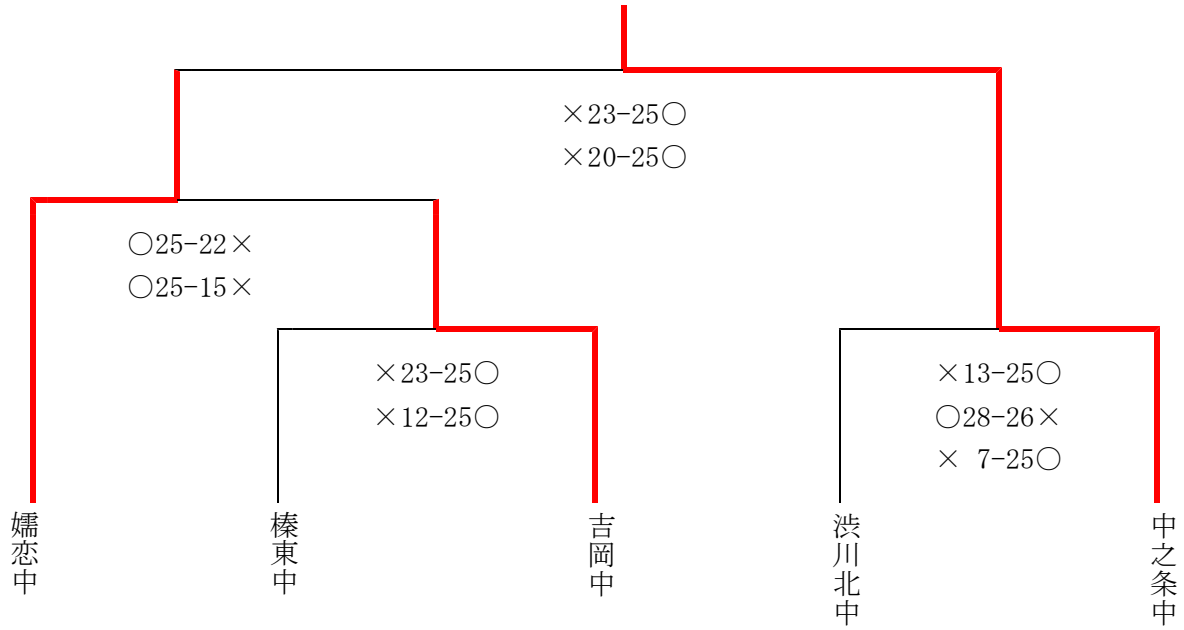 ×23-25○
×20-25○
○25-22×
○25-15×
×23-25○
×12-25○
×13-25○
○28-26×
× 7-25○
嬬恋中
榛東中
吉岡中
渋川北中
中之条中